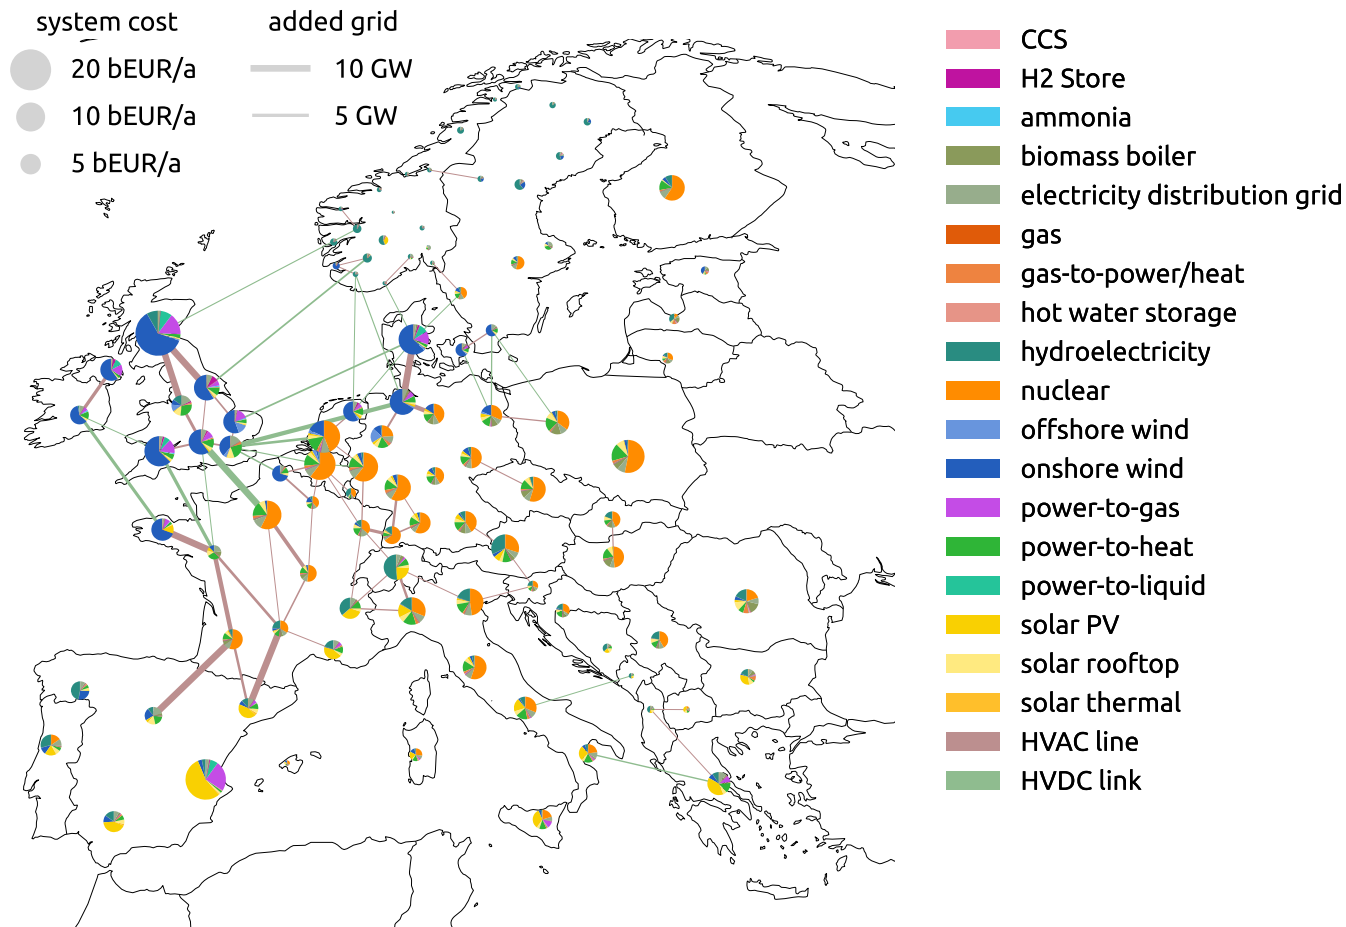 system cost
added grid
20 bEUR/a
10 GW
10 bEUR/a
5 GW
5 bEUR/a
CCS
H2 Store
ammonia
biomass boiler
electricity distribution grid
gas
gas-to-power/heat
hot water storage
hydroelectricity
nuclear
offshore wind
onshore wind
power-to-gas
power-to-heat
power-to-liquid
solar PV
solar rooftop
solar thermal
HVAC line
HVDC link